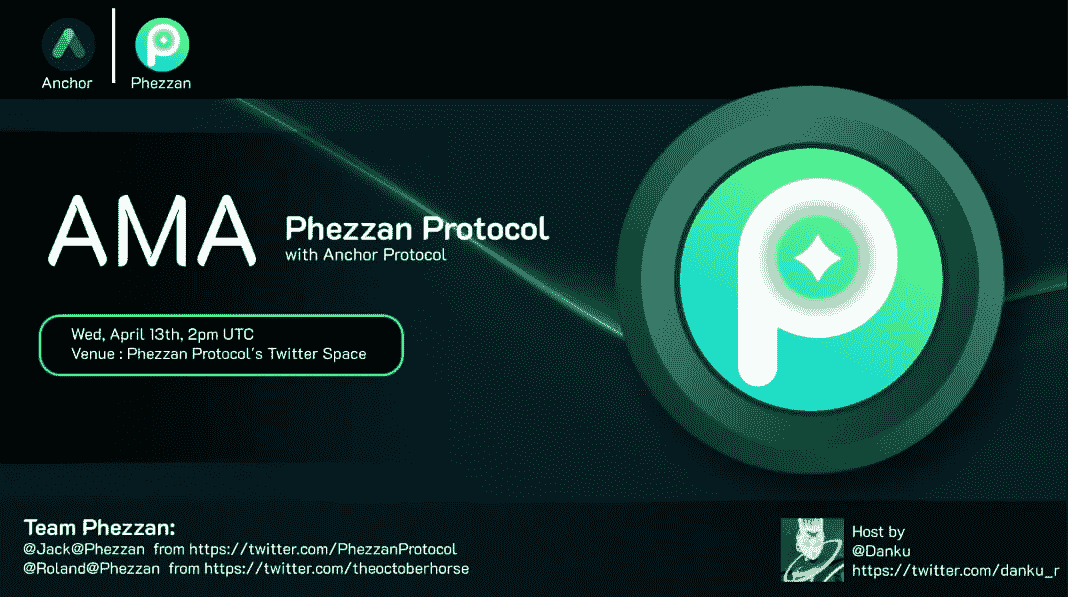 Anchor
Phezzan
AMA
Phezzan Protocol
with Anchor Protocol
Wed, April 13th, 2pm UTC
Venue : Phezzan Protocol's Twitter Space
Team Phezzan:
@Jack@Phezzan from https://twitter.com/PhezzanProtocol
@Roland@Phezzan from https://twitter.com/theoctoberhorse
Host by
@Danku
https://twitter.com/danku_r